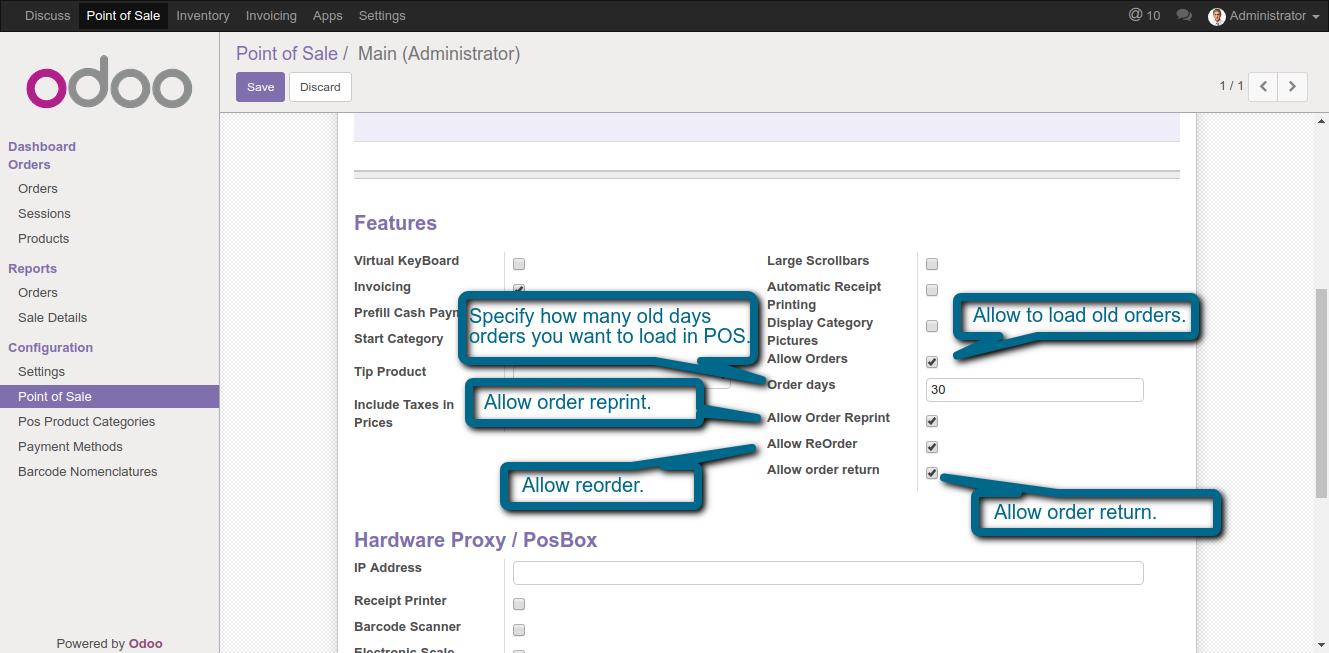 Discuss Point of Sale Inventory Invoicing Apps Settings @ 10 Administrator
Point of Sale / Main (Administrator)
Save Discard 1 / 1
odoo
Dashboard
Orders
Orders
Sessions
Products
Reports
Orders
Sale Details
Configuration
Settings
Point of Sale
Pos Product Categories
Payment Methods
Barcode Nomenclatures
Powered by Odoo
Features
Virtual KeyBoard
Invoicing
Prefill Cash Paym
Start Category
Tip Product
Include Taxes in
Prices
Large Scrollbars
Automatic Receipt
Printing
Display Category
Pictures
Allow Orders
Order days 30
Allow Order Reprint
Allow ReOrder
Allow order return
Specify how many old days
orders you want to load in POS.
Allow to load old orders.
Allow order reprint.
Allow reorder.
Allow order return.
Hardware Proxy / PosBox
IP Address
Receipt Printer
Barcode Scanner
Electronic Scale